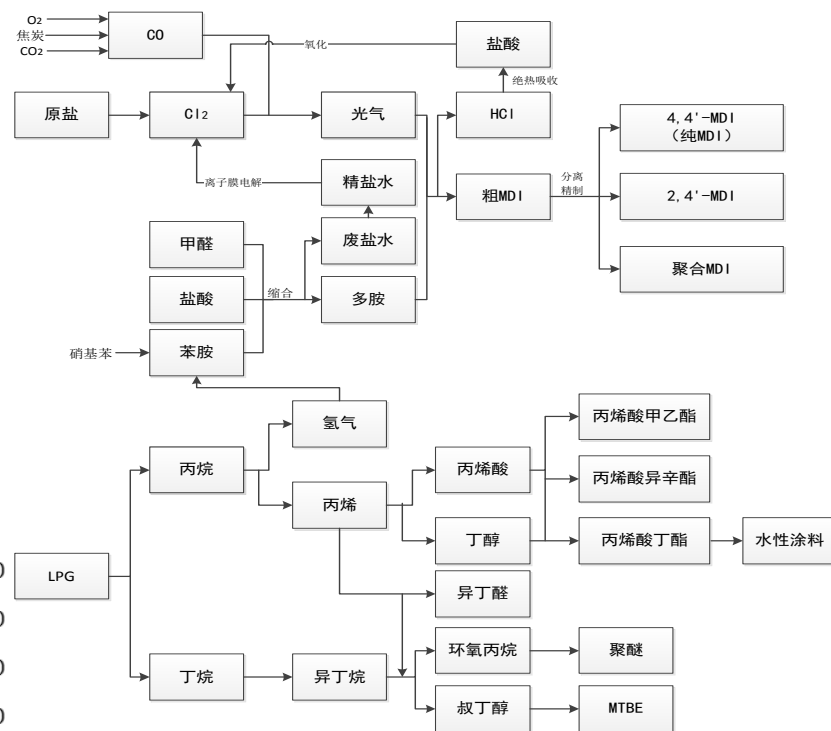 O2
焦炭
CO2
CO
氧化
盐酸
绝热吸收
原盐
Cl2
光气
HCl
4,4'-MDI
（纯MDI）
离子膜电解
精盐水
粗MDI
分离
精制
2,4'-MDI
甲醛
废盐水
聚合MDI
盐酸
缩合
多胺
硝基苯
苯胺
氢气
丙烯酸甲乙酯
丙烷
丙烯酸
丙烯酸异辛酯
丙烯
丁醇
丙烯酸丁酯
水性涂料
0
LPG
异丁醛
0
环氧丙烷
聚醚
0
丁烷
异丁烷
叔丁醇
MTBE
0